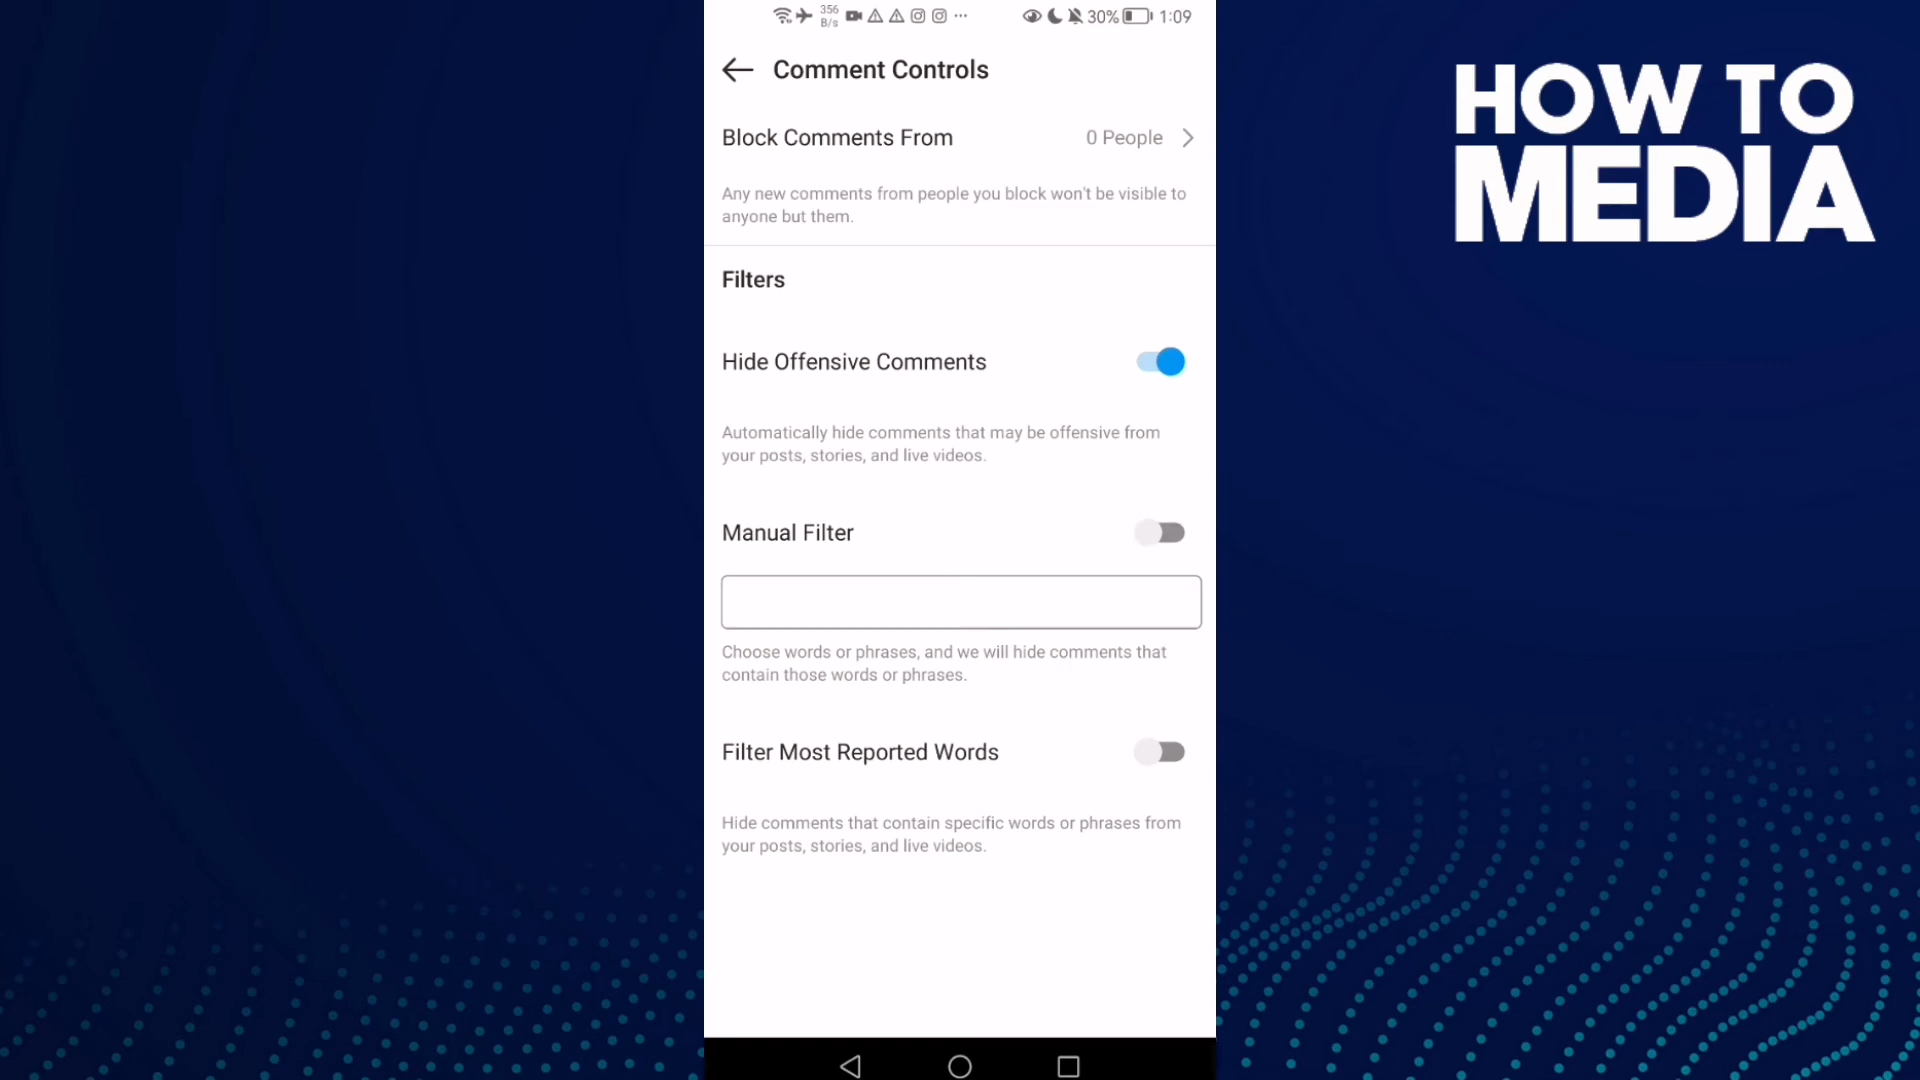 356
B/s
30%
1:09
Comment Controls
Block Comments From
0 People
Any new comments from people you block won't be visible to
anyone but them.
Filters
Hide Offensive Comments
Automatically hide comments that may be offensive from
your posts, stories, and live videos.
Manual Filter
Choose words or phrases, and we will hide comments that
contain those words or phrases.
Filter Most Reported Words
Hide comments that contain specific words or phrases from
your posts, stories, and live videos.
HOW TO
MEDIA